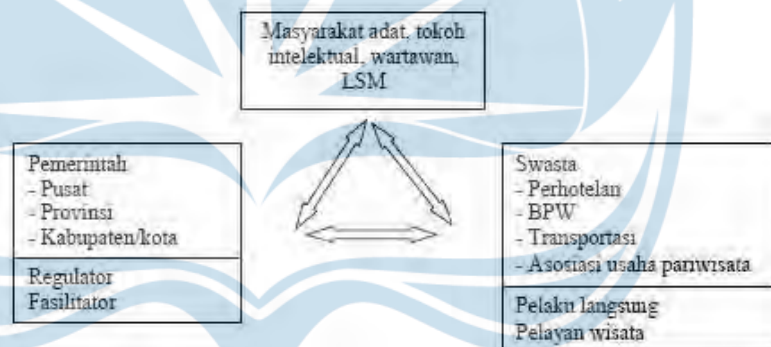 Masyarakat adat, tokoh
intelektual, wartawan,
LSM
Pemerintah
- Pusat
- Provinsi
- Kabupaten/kota
Regulator
Fasilitator
Swasta
- Perhotelan
- BPW
- Transportasi
- Asosiasi usaha pariwisata
Pelaku langsung
Pelayan wisata